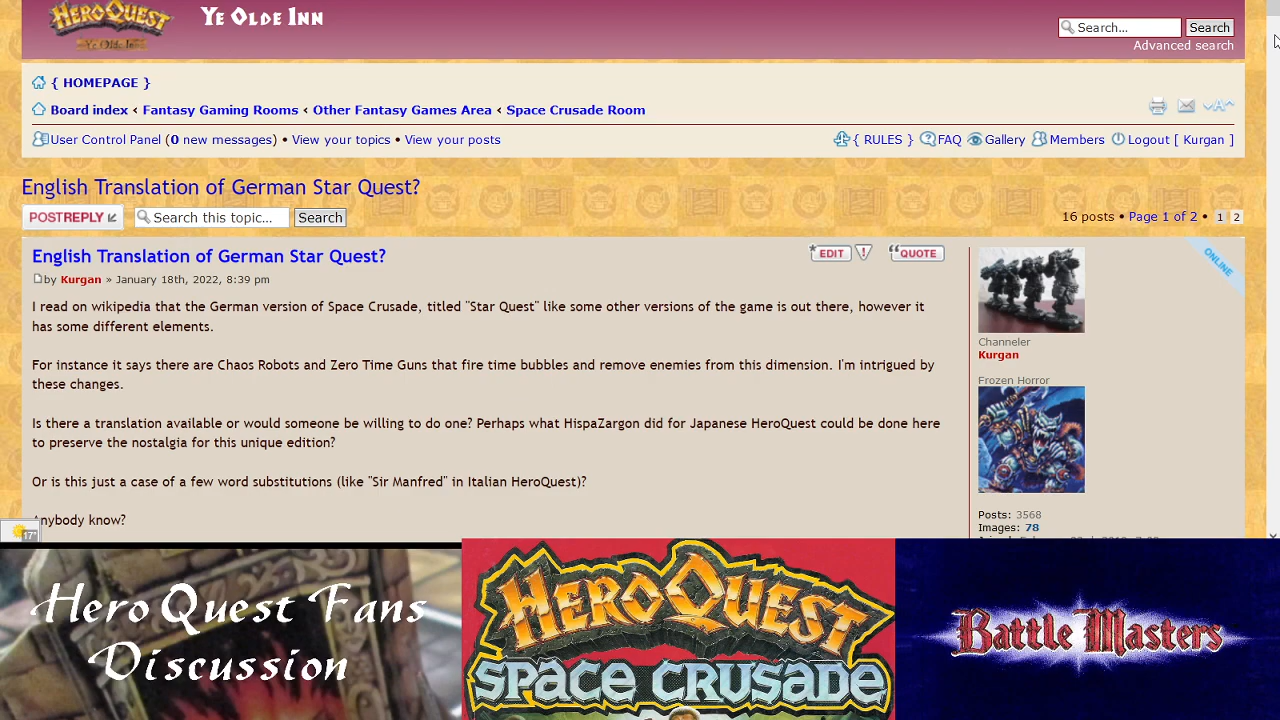 HEROQUEST
Ye Olde Inn
Ye Olde Inn
Search...
Search
Advanced search
{ HOMEPAGE }
Board index ‹ Fantasy Gaming Rooms ‹ Other Fantasy Games Area ‹ Space Crusade Room
User Control Panel (0 new messages) • View your topics • View your posts
{ RULES } FAQ Gallery Members Logout [ Kurgan ]
English Translation of German Star Quest?
POSTREPLY
Search this topic...
Search
16 posts • Page 1 of 2 • 1 2
English Translation of German Star Quest?
EDIT
QUOTE
ONLINE
by Kurgan » January 18th, 2022, 8:39 pm
I read on wikipedia that the German version of Space Crusade, titled "Star Quest" like some other versions of the game is out there, however it
has some different elements.
For instance it says there are Chaos Robots and Zero Time Guns that fire time bubbles and remove enemies from this dimension. I'm intrigued by
these changes.
Is there a translation available or would someone be willing to do one? Perhaps what HispaZargon did for Japanese HeroQuest could be done here
to preserve the nostalgia for this unique edition?
Or is this just a case of a few word substitutions (like "Sir Manfred" in Italian HeroQuest)?
Anybody know?
Channeler
Kurgan
Frozen Horror
Posts: 3568
Images: 78
17°
HeroQuest Fans
Discussion
HEROQUEST
SPACE CRUSADE
Battle Masters